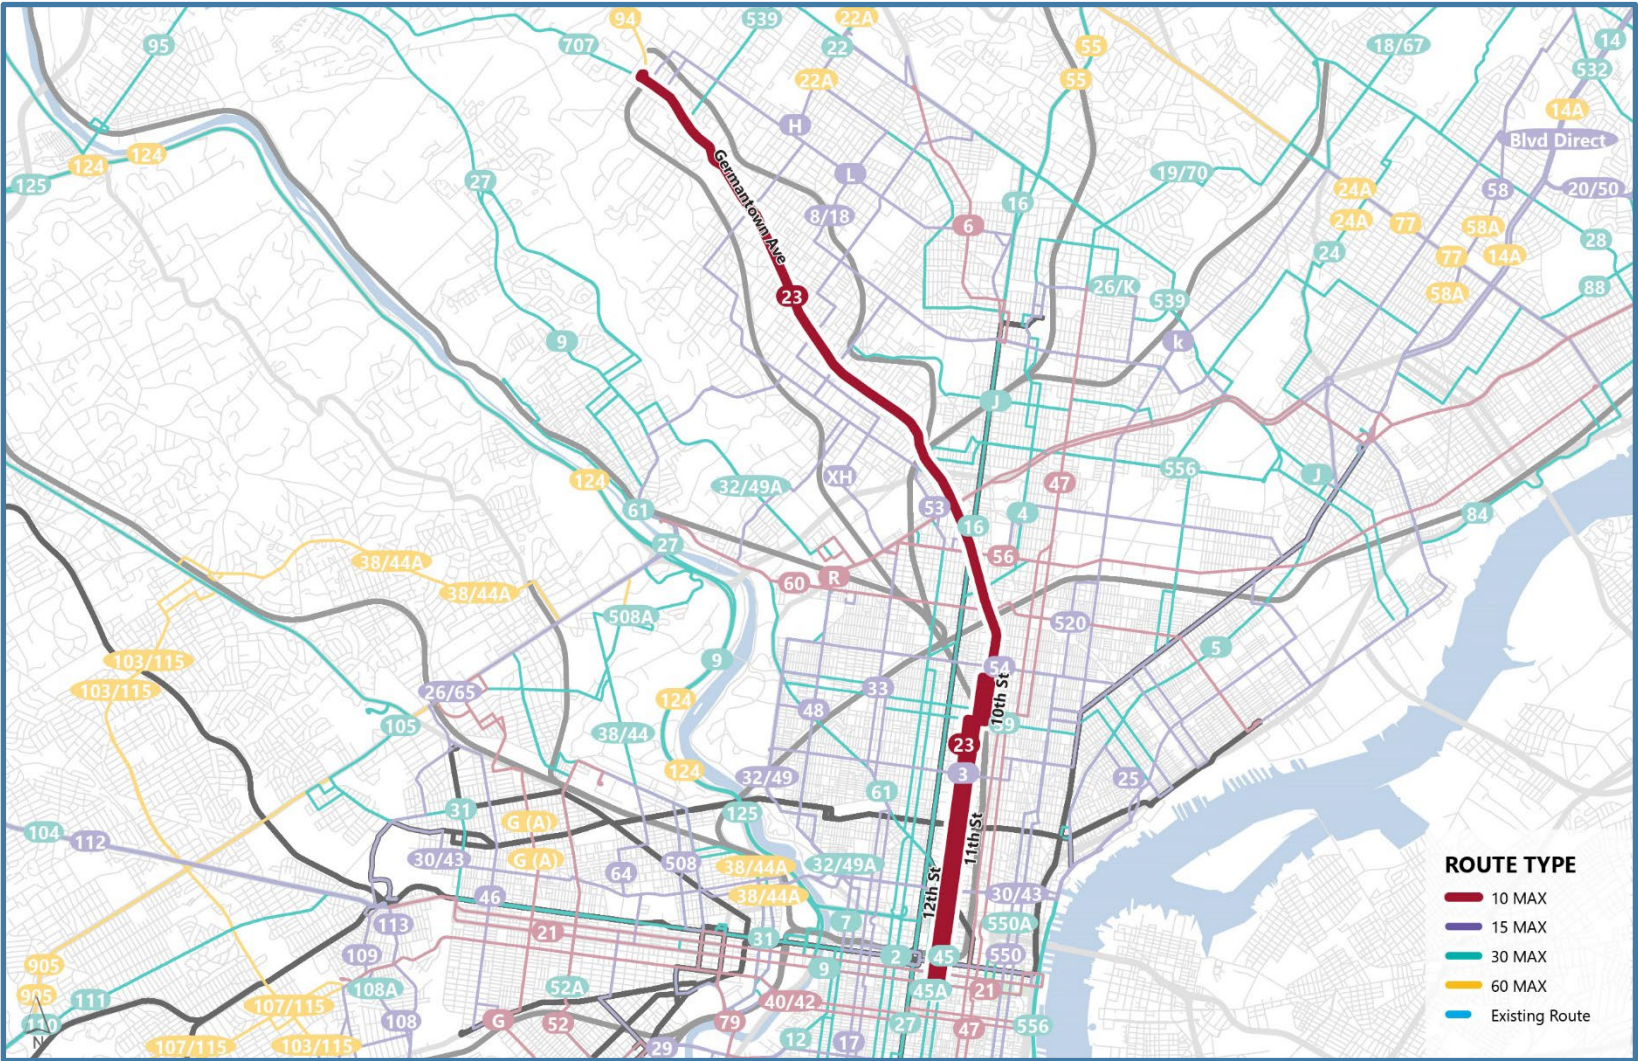 94
539
22A
55
18/67
14
95
707
22
532
22A
55
14A
H
Blvd Direct
124
124
L
19/70
125
27
24A
58
20/50
16
8/18
24A
77
58A
6
28
24
77
14A
Germantown Ave
26/K
88
23
539
58A
9
k
J
556
J
XH
124
32/49A
47
61
53
4
84
16
27
56
38/44A
60
R
38/44A
508A
520
5
103/115
9
54
103/115
26/65
33
124
10th St
48
39
105
38/44
23
124
32/49
3
25
61
31
125
G (A)
104
112
11th St
30/43
G (A)
508
38/44A
32/49A
64
ROUTE TYPE
46
38/44A
12th St
30/43
10 MAX
113
7
550A
15 MAX
21
31
109
2
45
550
30 MAX
905
9
108A
52A
45A
21
60 MAX
905
111
107/115
40/42
Existing Route
110
108
G
52
79
27
47
556
N
107/115
103/115
29
12
17